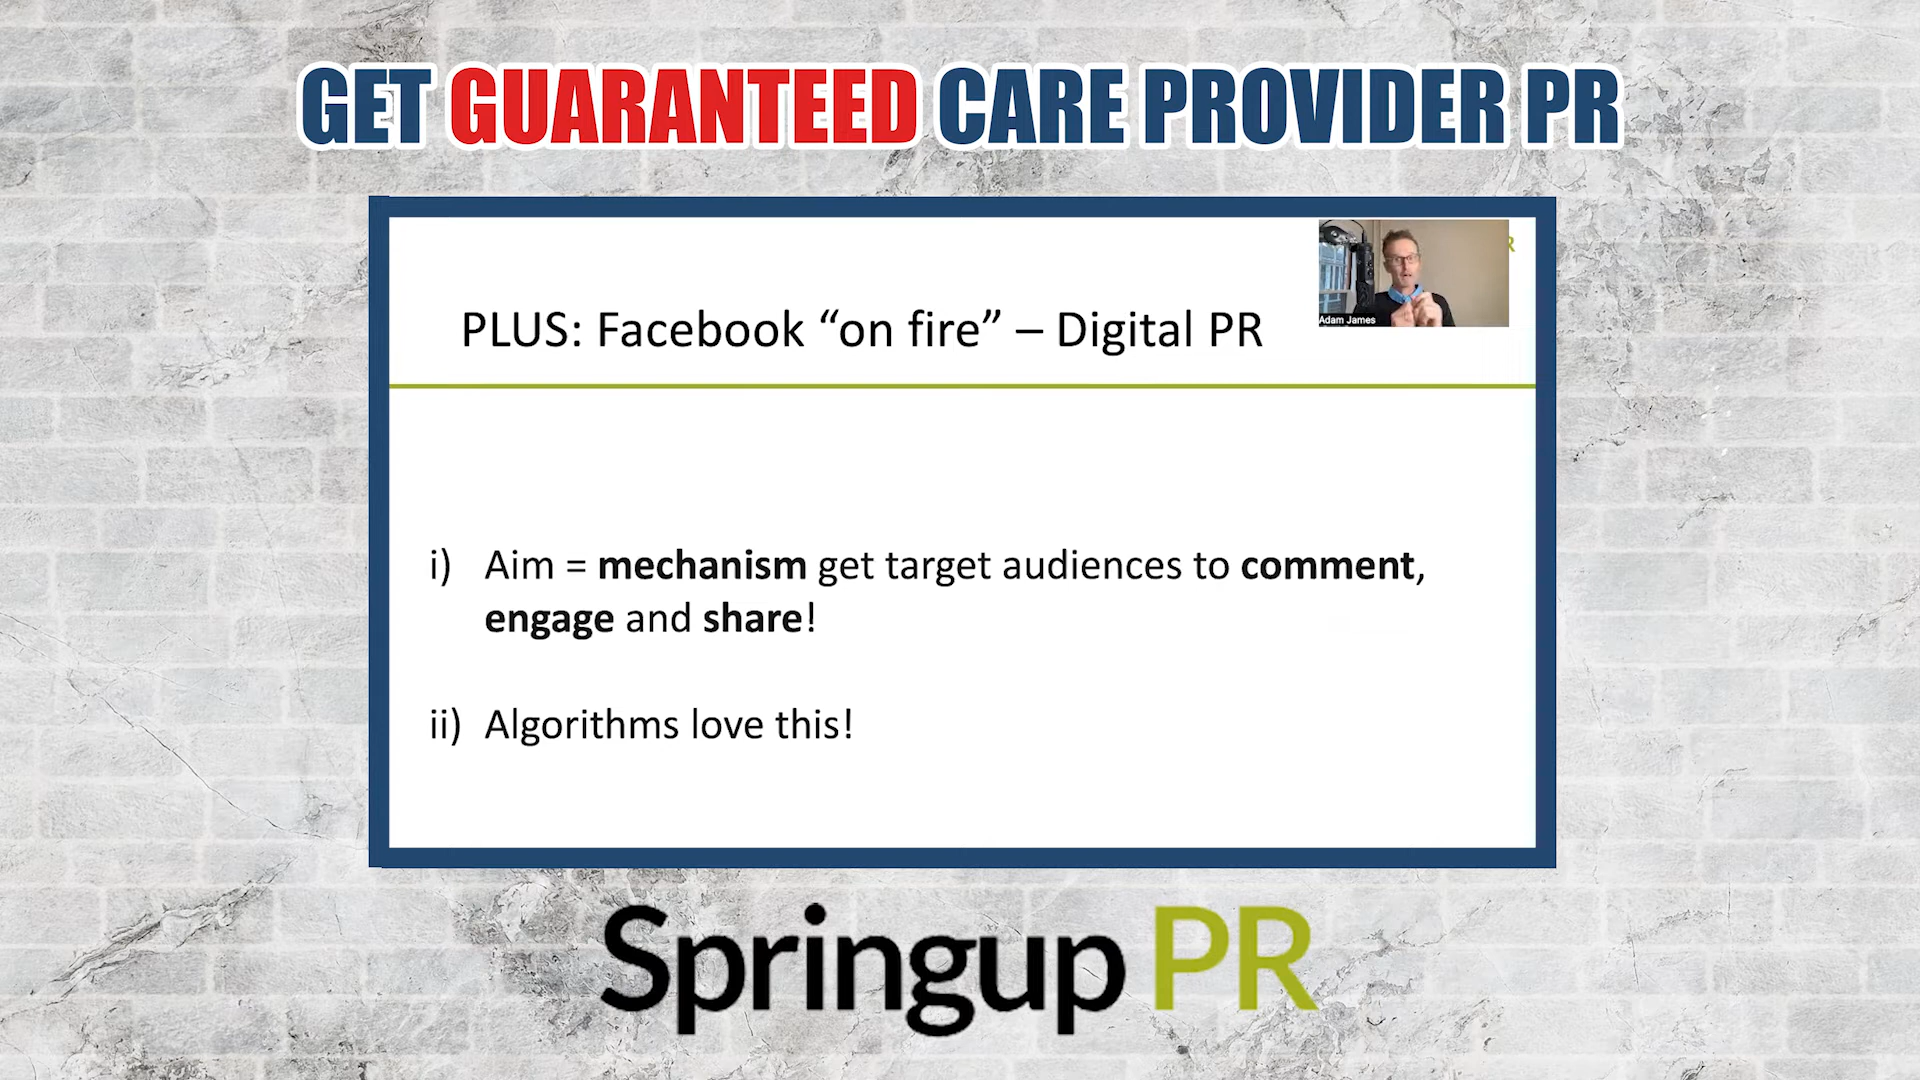 GET GUARANTEED CARE PROVIDER PR
R
Adam James
PLUS: Facebook “on fire” – Digital PR
i) Aim = mechanism get target audiences to comment,
engage and share!
ii) Algorithms love this!
Springup PR